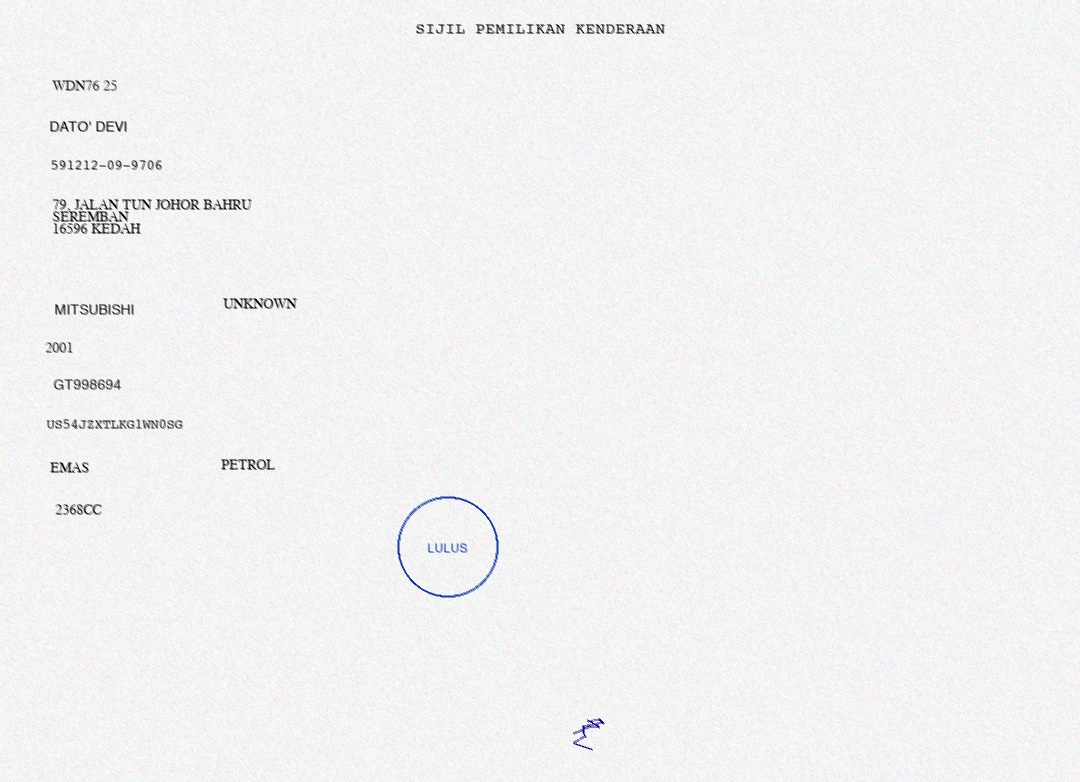 SIJIL PEMILIKAN KENDERAAN
WDN76 25
DATO' DEVI
591212-09-9706
79, JALAN TUN JOHOR BAHRU
SEREMBAN
16596 KEDAH
MITSUBISHI UNKNOWN
2001
GT998694
US54JZXTLKG1WN0SG
EMAS PETROL
2368CC
LULUS